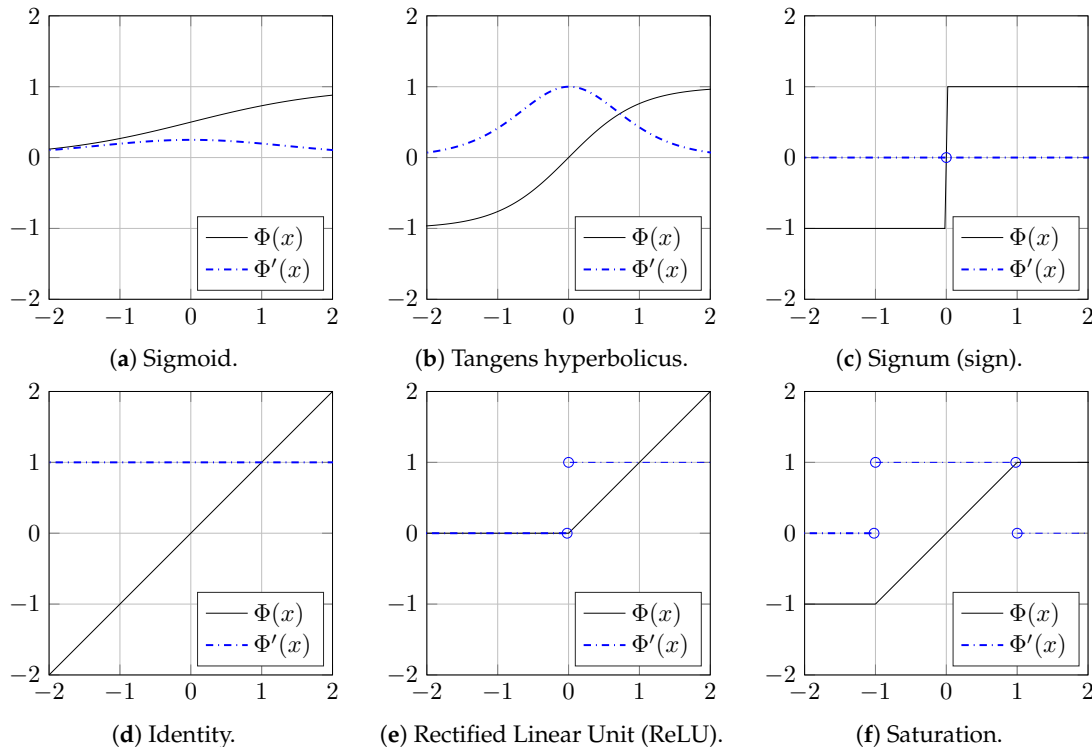 2
1
0
−1
−2
−2 −1 0 1 2
Φ(x)
Φ′(x)
(a) Sigmoid.
2
1
0
−1
−2
−2 −1 0 1 2
Φ(x)
Φ′(x)
(b) Tangens hyperbolicus.
2
1
0
−1
−2
−2 −1 0 1 2
Φ(x)
Φ′(x)
(c) Signum (sign).
2
1
0
−1
−2
−2 −1 0 1 2
Φ(x)
Φ′(x)
(d) Identity.
2
1
0
−1
−2
−2 −1 0 1 2
Φ(x)
Φ′(x)
(e) Rectified Linear Unit (ReLU).
2
1
0
−1
−2
−2 −1 0 1 2
Φ(x)
Φ′(x)
(f) Saturation.